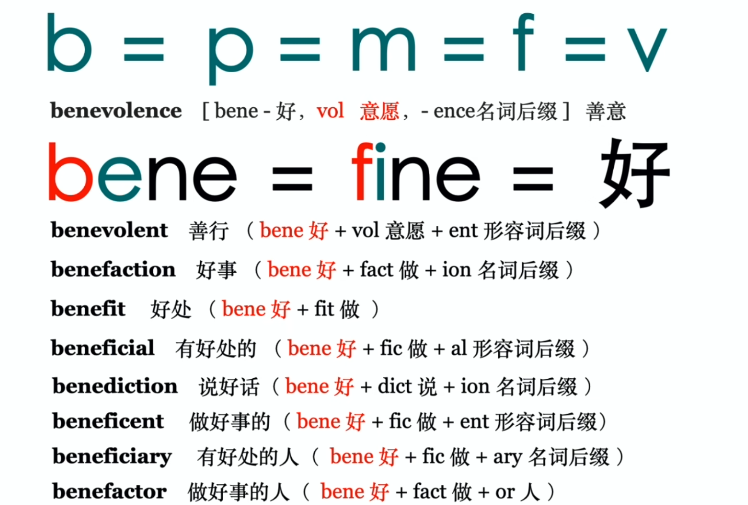 b = p = m = f = v
benevolence [ bene - 好，vol 意愿，- ence名词后缀 ] 善意
bene = fine = 好
benevolent 善行 （ bene 好 + vol 意愿 + ent 形容词后缀 ）
benefaction 好事 （ bene 好 + fact 做 + ion 名词后缀 ）
benefit 好处 （ bene 好 + fit 做 ）
beneficial 有好处的 （ bene 好 + fic 做 + al 形容词后缀 ）
benediction 说好话（ bene 好 + dict 说 + ion 名词后缀 ）
beneficent 做好事的（ bene 好 + fic 做 + ent 形容词后缀）
beneficiary 有好处的人（ bene 好 + fic 做 + ary 名词后缀 ）
benefactor 做好事的人（ bene 好 + fact 做 + or 人 ）